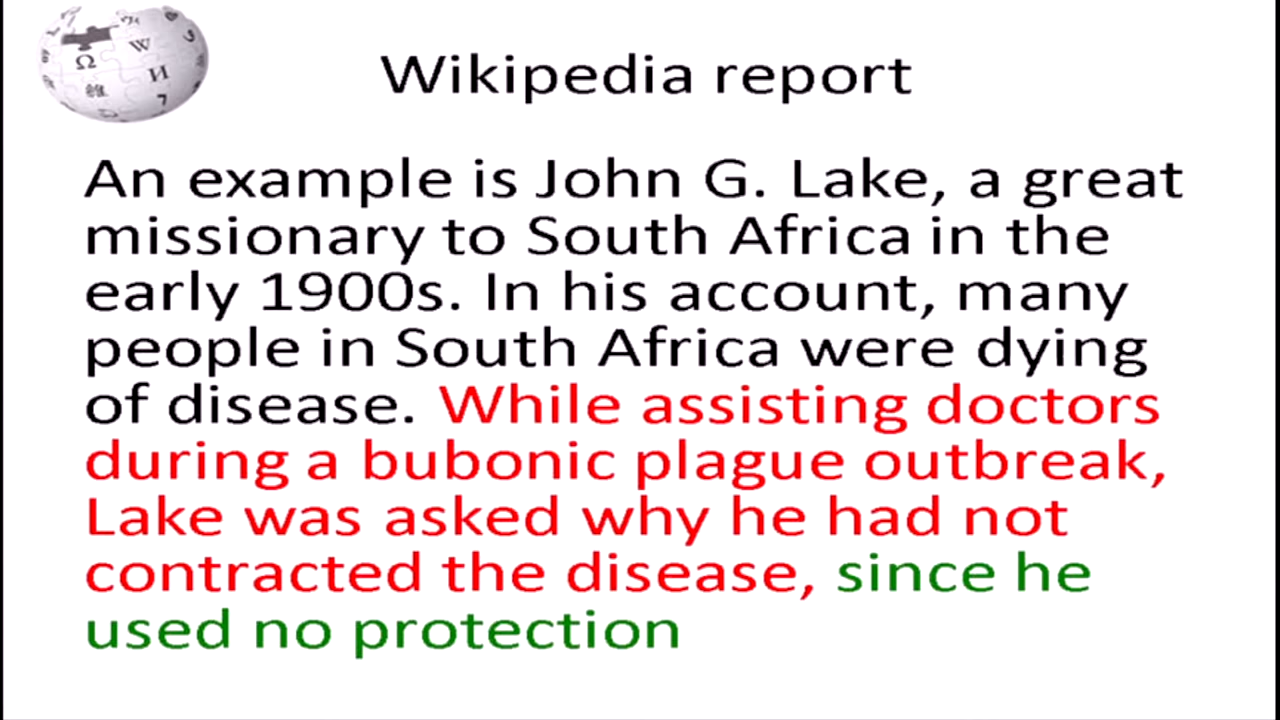 Wikipedia report
An example is John G. Lake, a great
missionary to South Africa in the
early 1900s. In his account, many
people in South Africa were dying
of disease. While assisting doctors
during a bubonic plague outbreak,
Lake was asked why he had not
contracted the disease, since he
used no protection
Ω W И
7